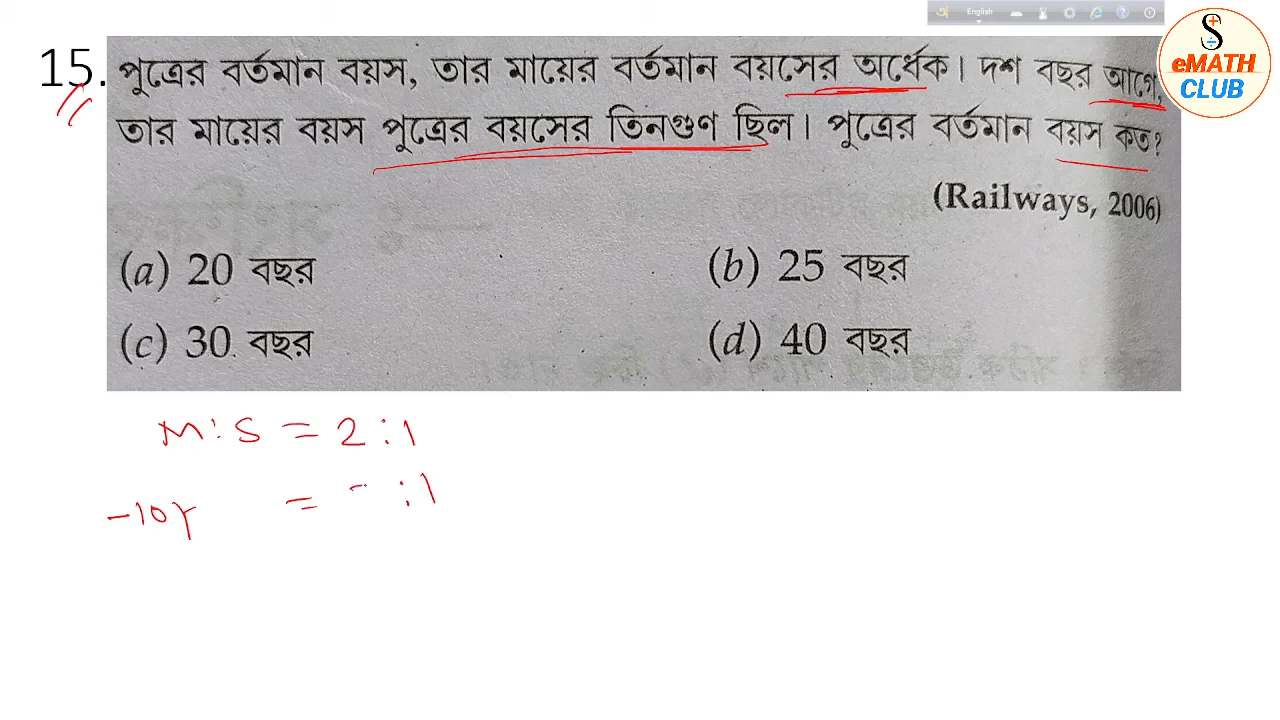 English
eMATH
CLUB
15. পুত্রের বর্তমান বয়স, তার মায়ের বর্তমান বয়সের অর্ধেক। দশ বছর আগে,
তার মায়ের বয়স পুত্রের বয়সের তিনগুণ ছিল। পুত্রের বর্তমান বয়স কত?
(Railways, 2006)
(a) 20 বছর (b) 25 বছর
(c) 30 বছর (d) 40 বছর
M:S = 2:1
-10Y = :1